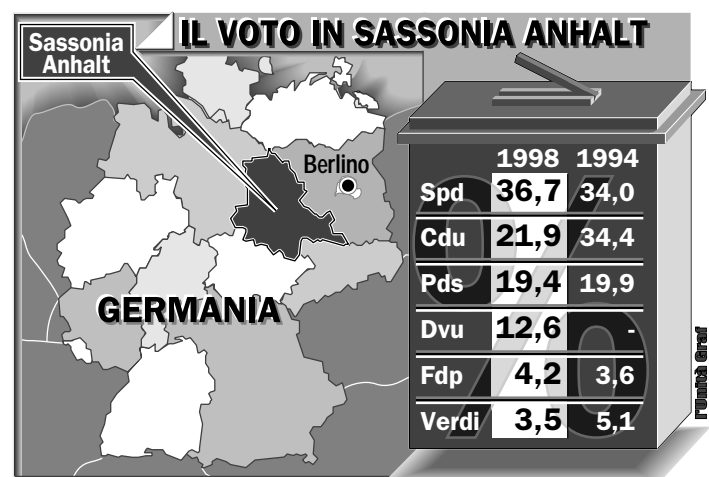 IL VOTO IN SASSONIA ANHALT
Sassonia
Anhalt
Berlino
GERMANIA
%
1998 1994
Spd 36,7 34,0
Cdu 21,9 34,4
Pds 19,4 19,9
Dvu 12,6 -
Fdp 4,2 3,6
Verdi 3,5 5,1
l'Unità Graf